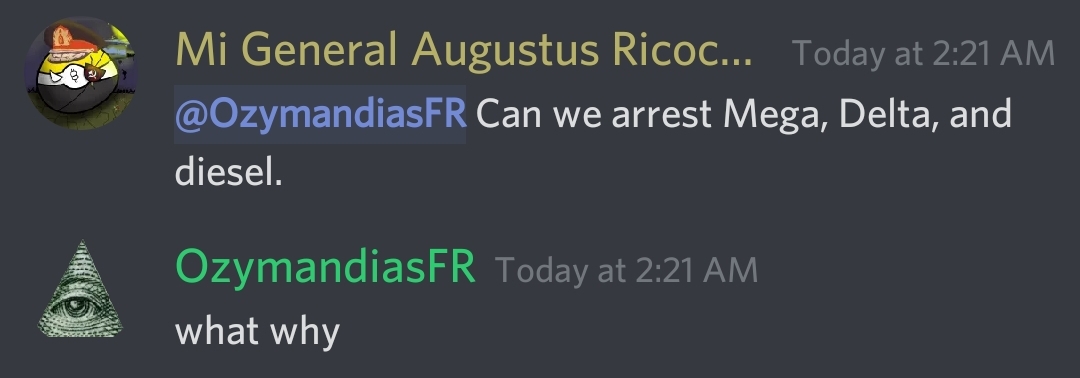 Mi General Augustus Ricoc... Today at 2:21 AM
@OzymandiasFR Can we arrest Mega, Delta, and
diesel.
OzymandiasFR Today at 2:21 AM
what why